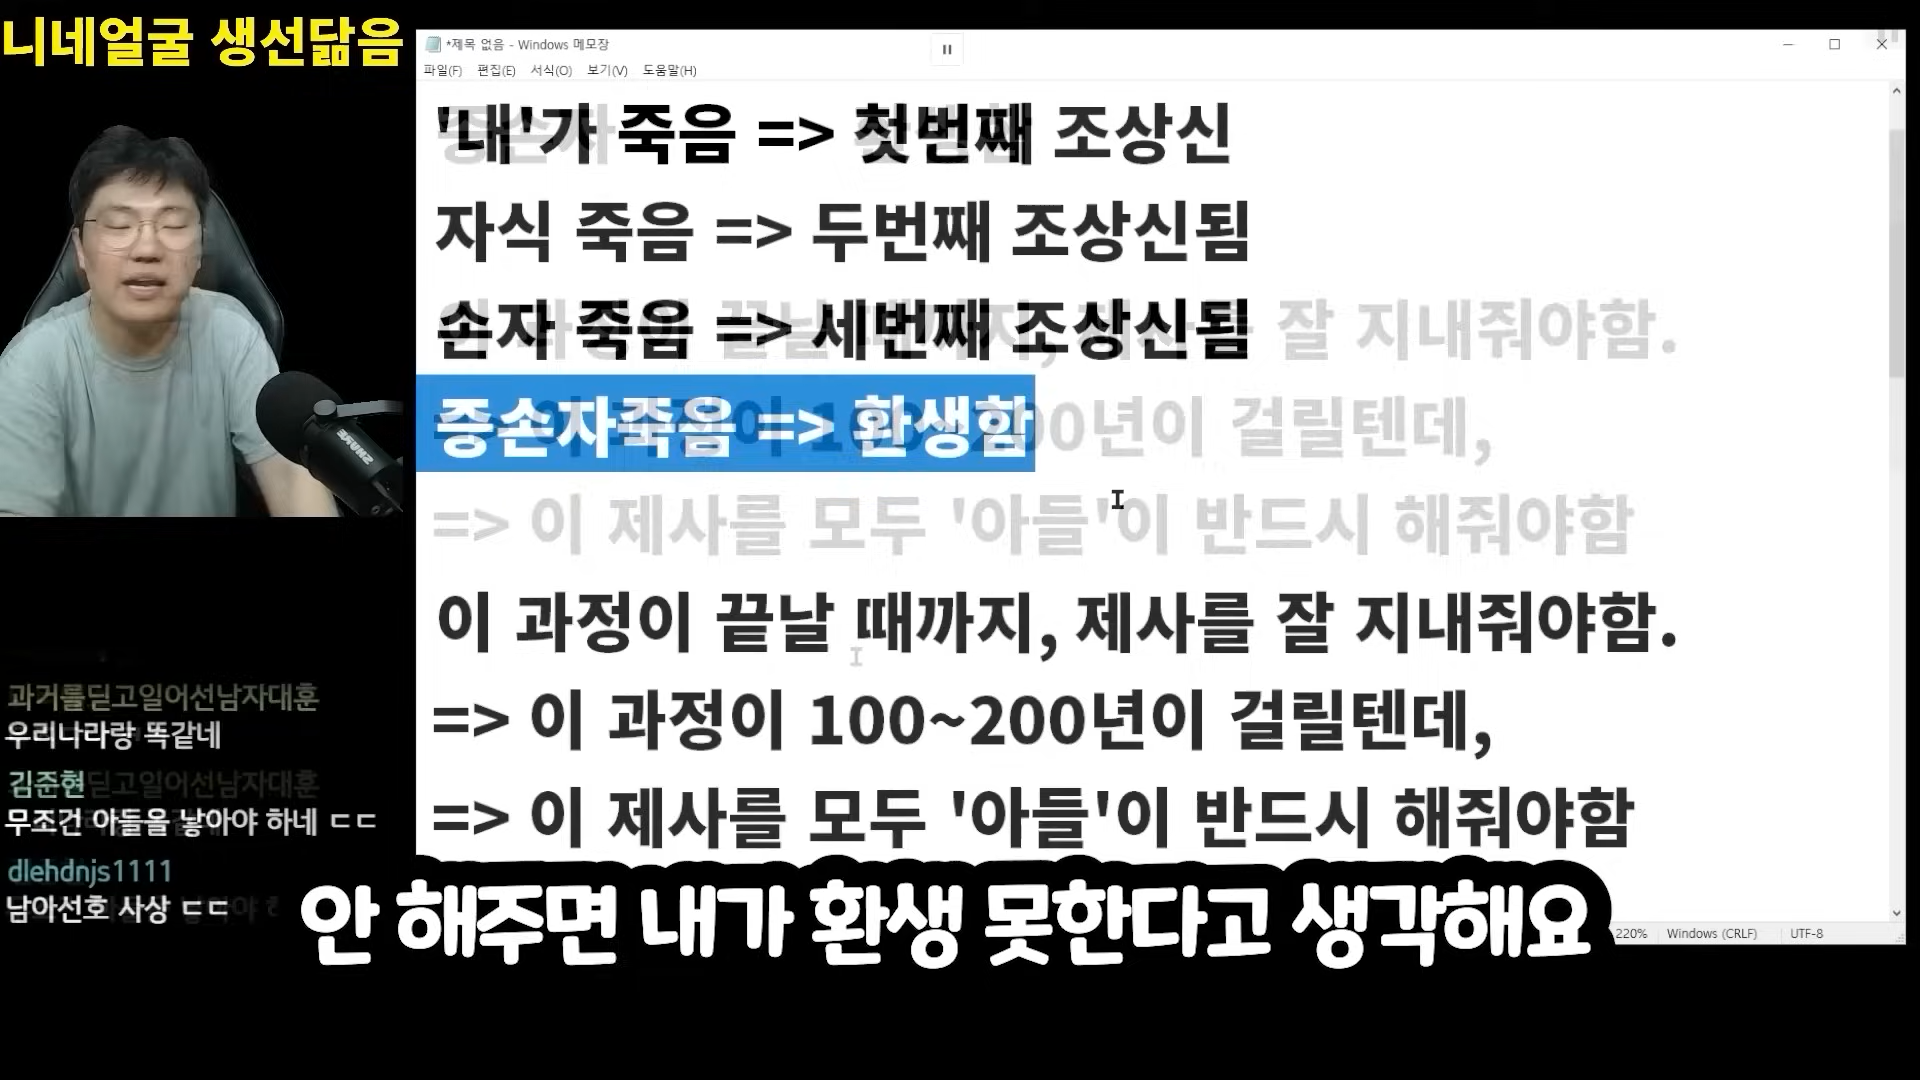 니네얼굴 생선닮음
*제목 없음 - Windows 메모장
파일(F) 편집(E) 서식(O) 보기(V) 도움말(H)
'내'가 죽음 => 첫번째 조상신
자식 죽음 => 두번째 조상신됨
손자 죽음 => 세번째 조상신됨
증손자죽음 => 환생함
이 과정이 끝날 때까지, 제사를 잘 지내줘야함.
=> 이 과정이 100~200년이 걸릴텐데,
=> 이 제사를 모두 '아들'이 반드시 해줘야함
과거를딛고일어선남자대훈
우리나라랑 똑같네
김준현
무조건 아들을 낳아야 하네 ㄷㄷ
dlehdnjs1111
남아선호 사상 ㄷㄷ
안 해주면 내가 환생 못한다고 생각해요
220% Windows (CRLF) UTF-8
SHURE